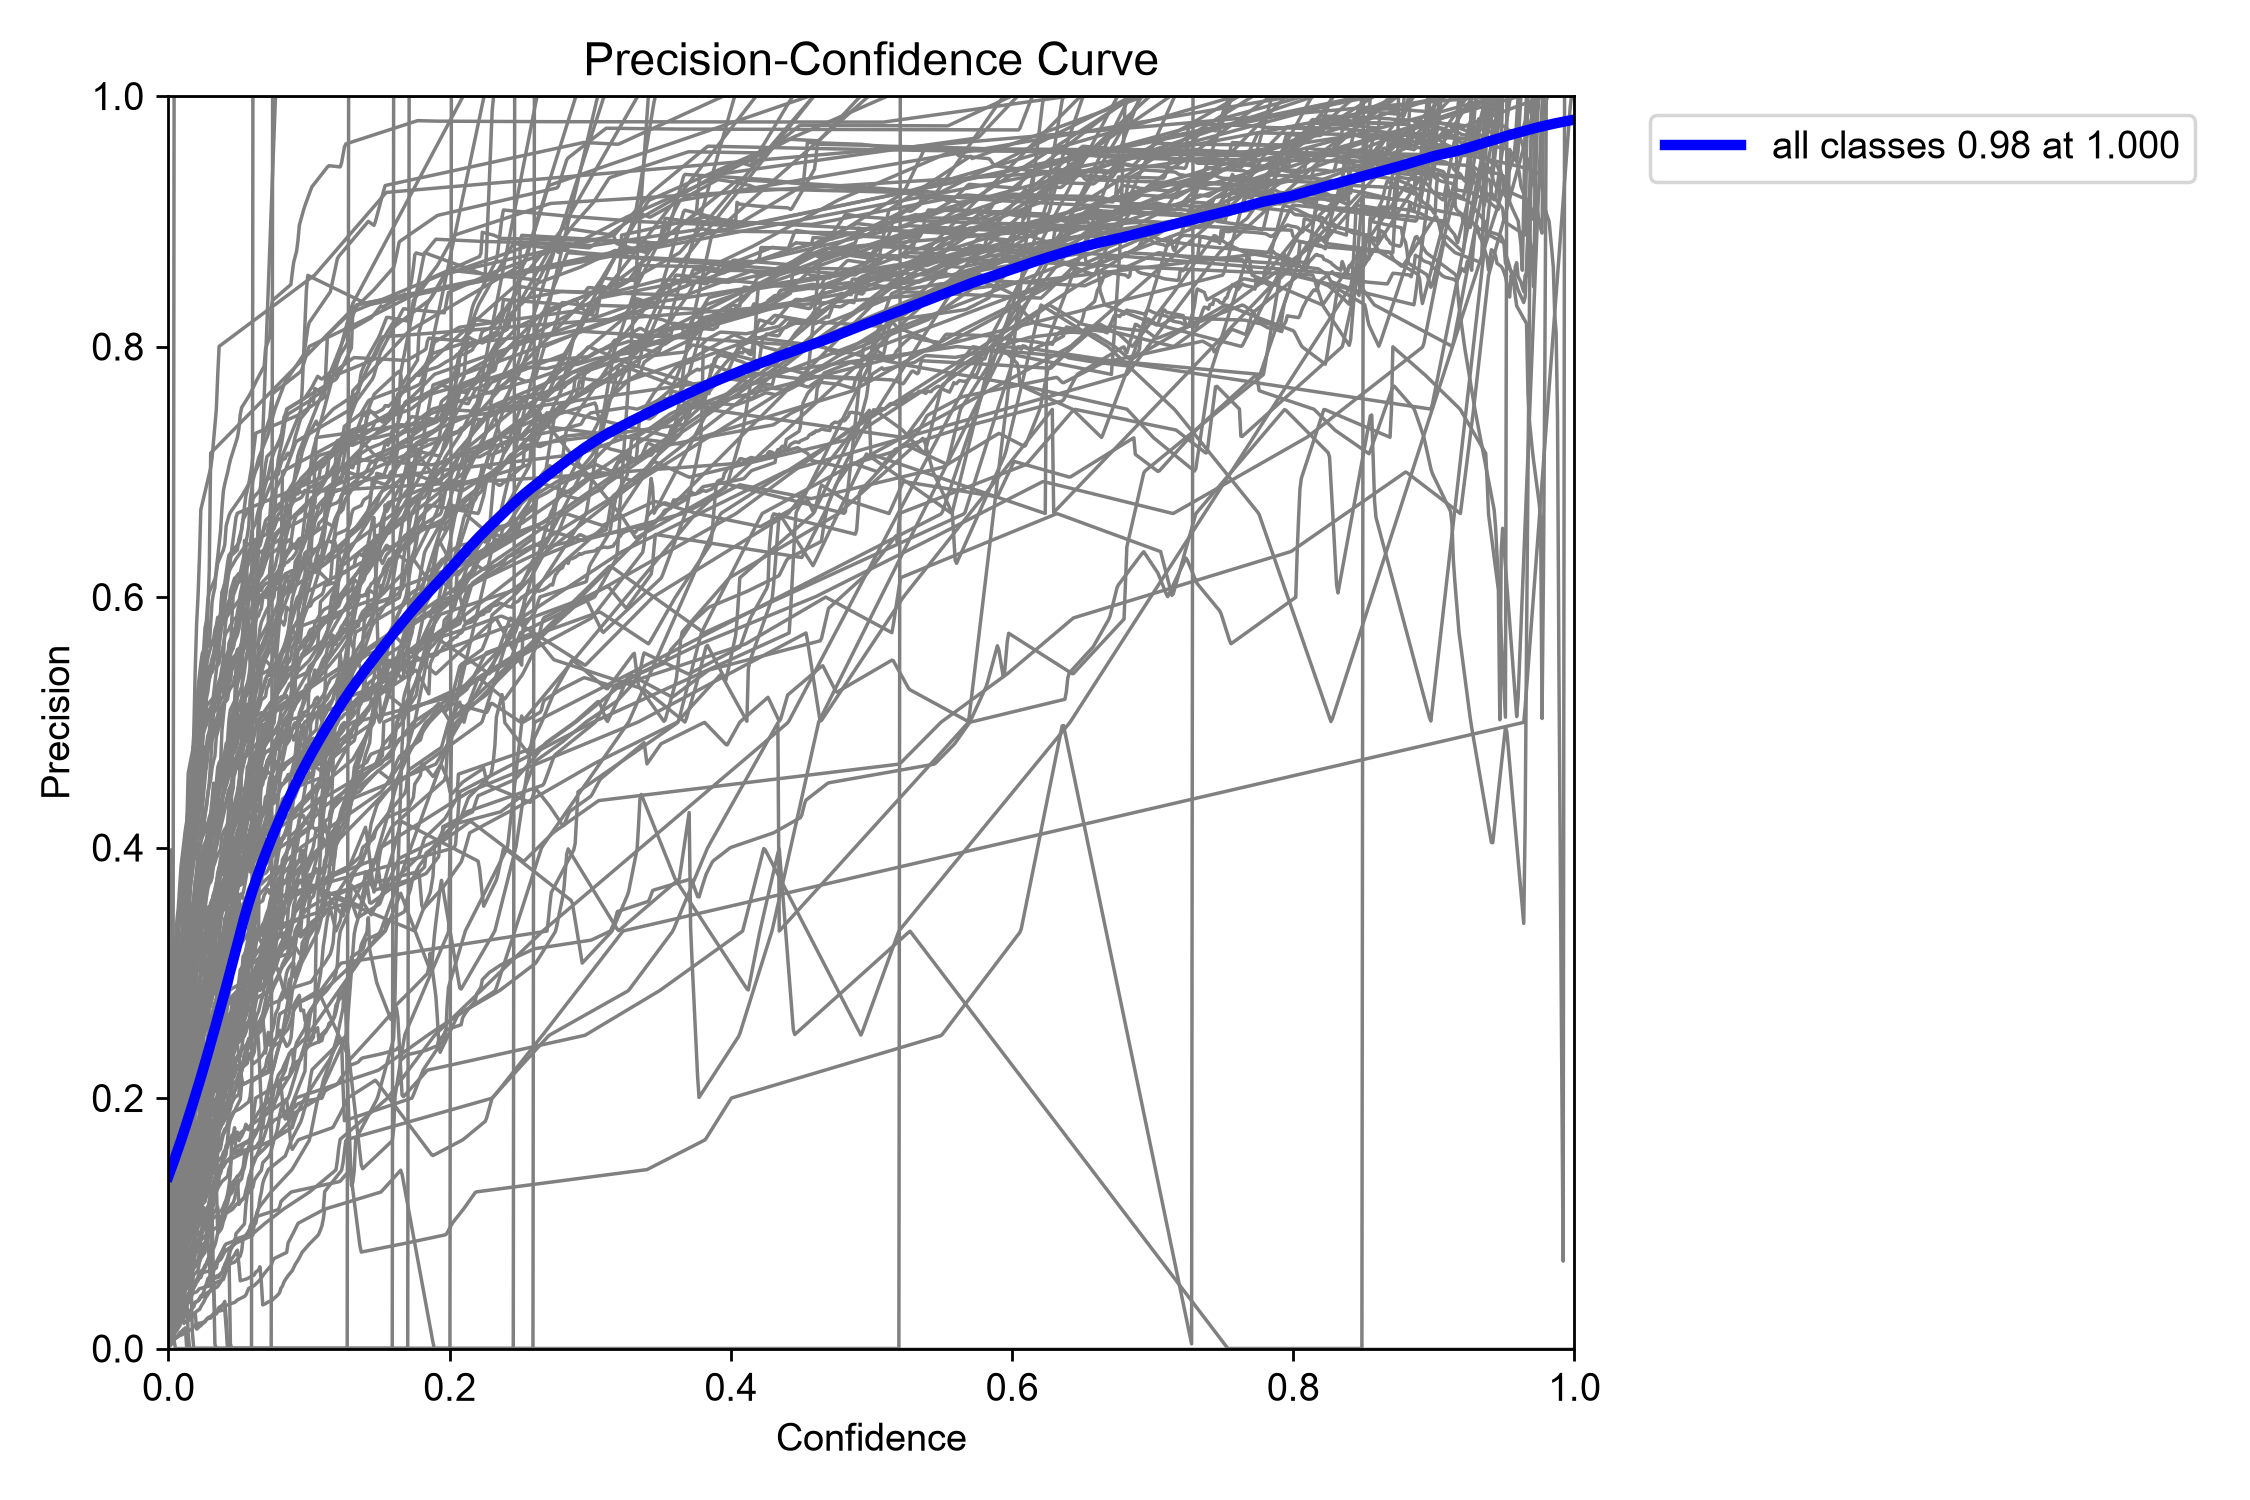 Precision-Confidence Curve
all classes 0.98 at 1.000
Precision
1.0
0.8
0.6
0.4
0.2
0.0
0.0 0.2 0.4 0.6 0.8 1.0
Confidence